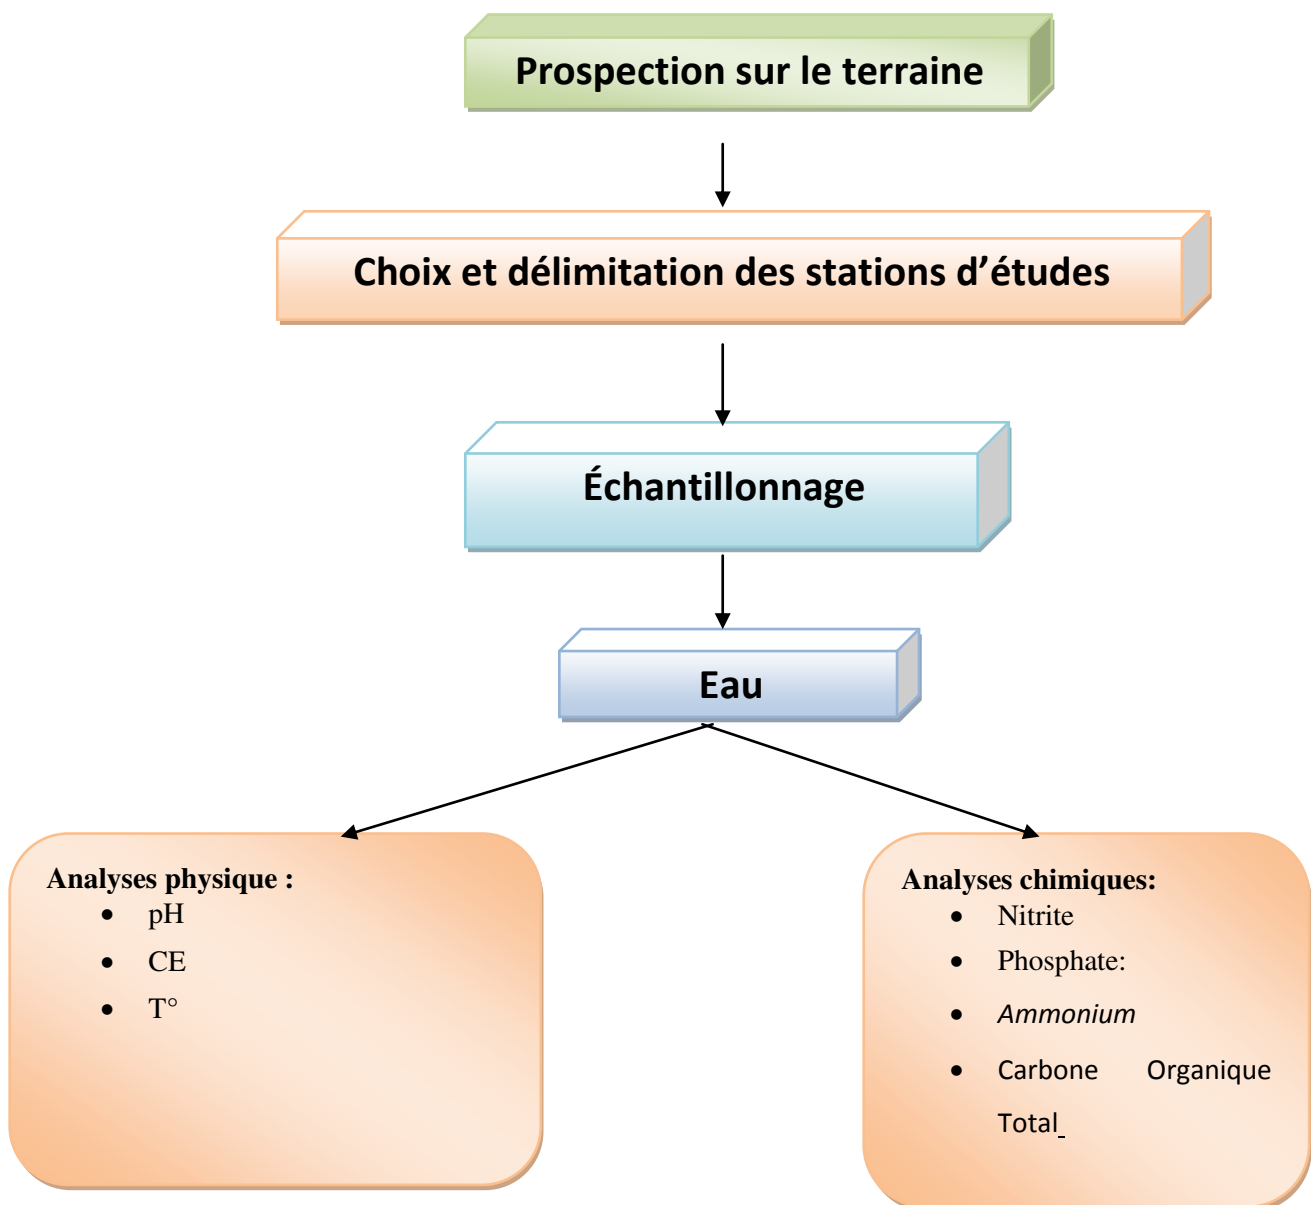 Prospection sur le terraine
Choix et délimitation des stations d’études
Échantillonnage
Eau
Analyses physique :
• pH
• CE
• T°
Analyses chimiques:
• Nitrite
• Phosphate:
• Ammonium
• Carbone Organique
Total